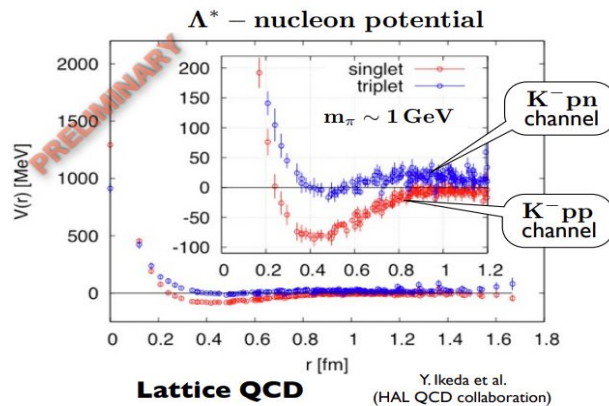 Λ* − nucleon potential
PRELIMINARY
2000
1500
1000
500
0
V(r) [MeV]
200
150
100
50
0
-50
-100
singlet
triplet
m_π ∼ 1 GeV
K⁻pn
channel
K⁻pp
channel
0.0 0.2 0.4 0.6 0.8 1.0 1.2
0 0.2 0.4 0.6 0.8 1 1.2 1.4 1.6 1.8
r [fm]
Lattice QCD
Y. Ikeda et al.
(HAL QCD collaboration)